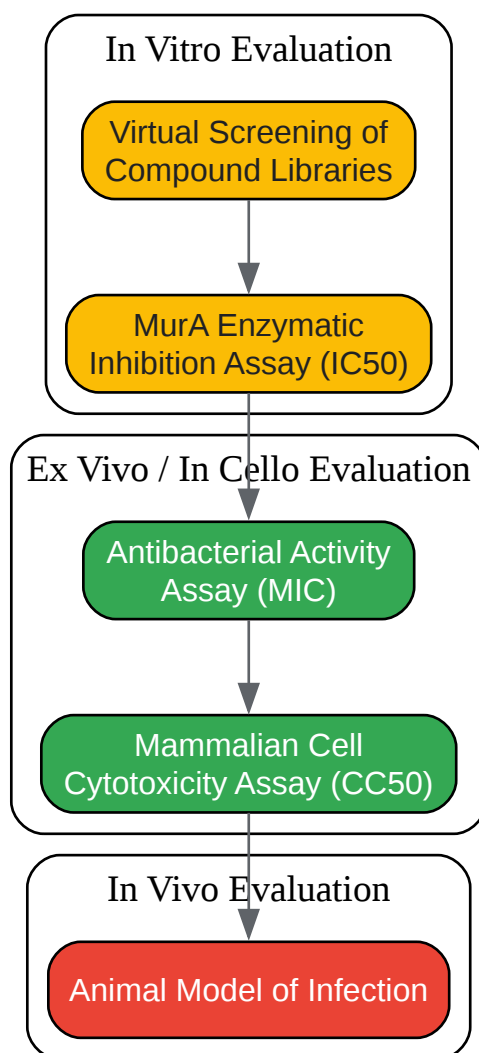 In Vitro Evaluation
Virtual Screening of
Compound Libraries
MurA Enzymatic
Inhibition Assay (IC50)
Ex Vivo / In Cello Evaluation
Antibacterial Activity
Assay (MIC)
Mammalian Cell
Cytotoxicity Assay (CC50)
In Vivo Evaluation
Animal Model of Infection